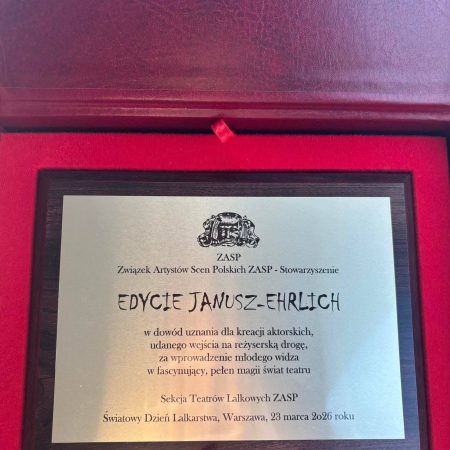 ZASP
Związek Artystów Scen Polskich ZASP - Stowarzyszenie
EDYCIE JANUSZ-EHRLICH
w dowód uznania dla kreacji aktorskich,
udanego wejścia na reżyserską drogę,
za wprowadzenie młodego widza
w fascynujący, pełen magii świat teatru
Sekcja Teatrów Lalkowych ZASP
Światowy Dzień Lalkarstwa, Warszawa, 23 marca 2026 roku